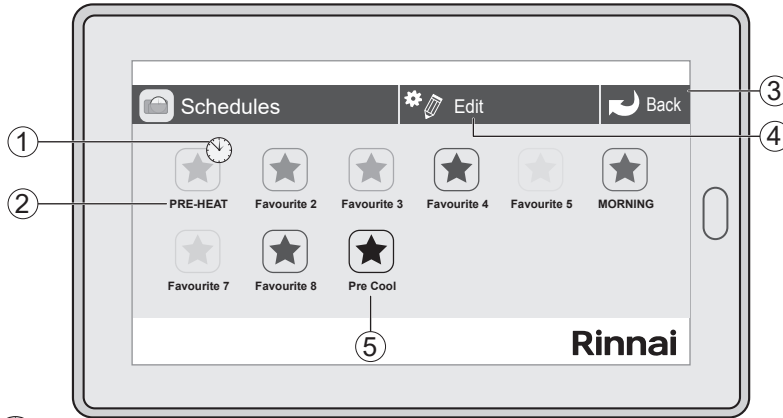 Schedules Edit Back
3
4
1
2
PRE-HEAT Favourite 2 Favourite 3 Favourite 4 Favourite 5 MORNING
Favourite 7 Favourite 8 Pre Cool
5
Rinnai